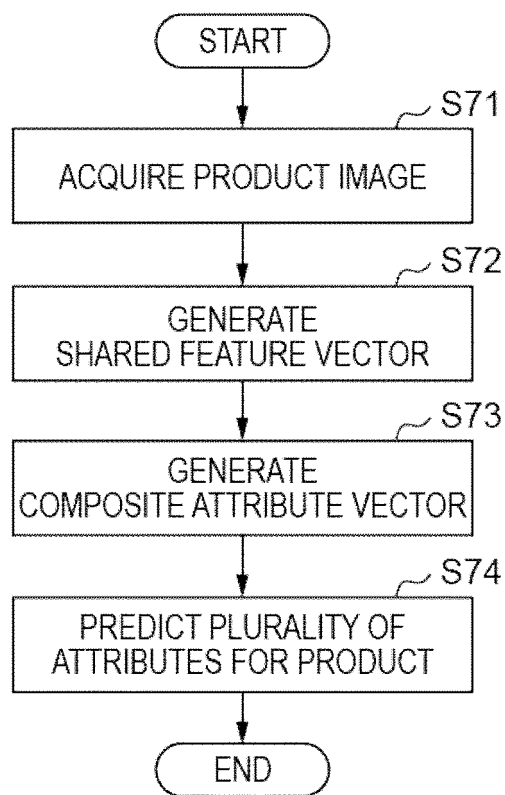 START
S71
ACQUIRE PRODUCT IMAGE
S72
GENERATE
SHARED FEATURE VECTOR
S73
GENERATE
COMPOSITE ATTRIBUTE VECTOR
S74
PREDICT PLURALITY OF
ATTRIBUTES FOR PRODUCT
END